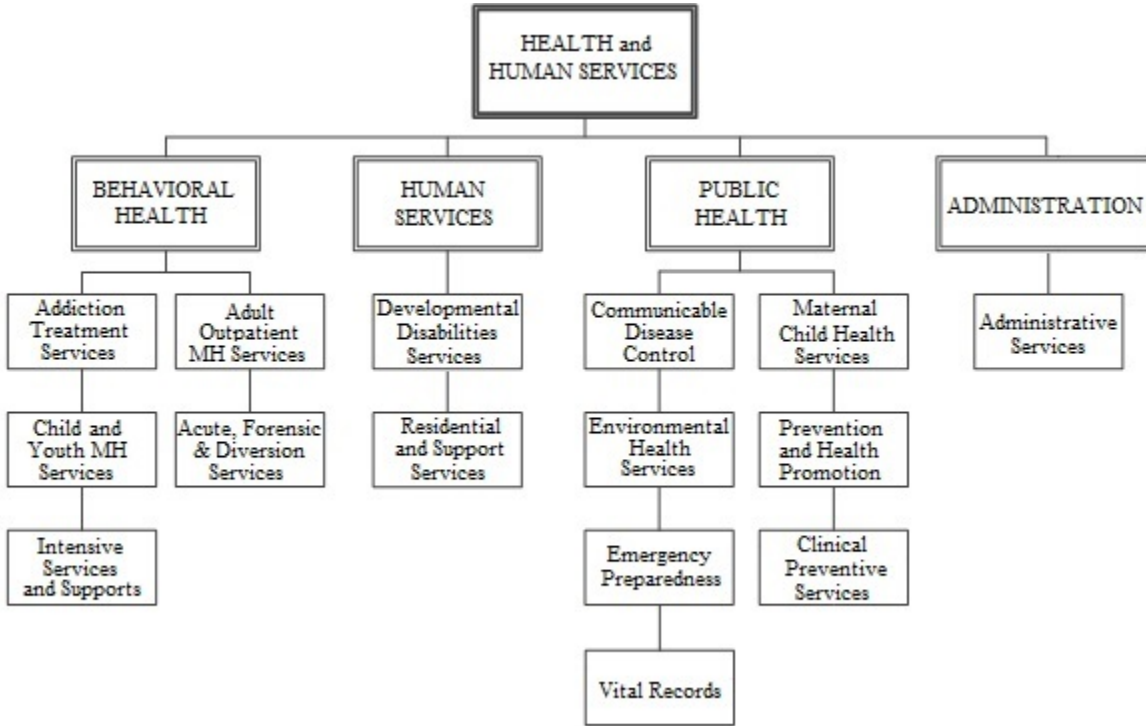 HEALTH and
HUMAN SERVICES
BEHAVIORAL
HEALTH
HUMAN
SERVICES
PUBLIC
HEALTH
ADMINISTRATION
Addiction
Treatment
Services
Adult
Outpatient
MH Services
Developmental
Disabilities
Services
Communicable
Disease
Control
Maternal
Child Health
Services
Administrative
Services
Child and
Youth MH
Services
Acute, Forensic
& Diversion
Services
Residential
and Support
Services
Environmental
Health
Services
Prevention
and Health
Promotion
Intensive
Services
and Supports
Emergency
Preparedness
Clinical
Preventive
Services
Vital Records